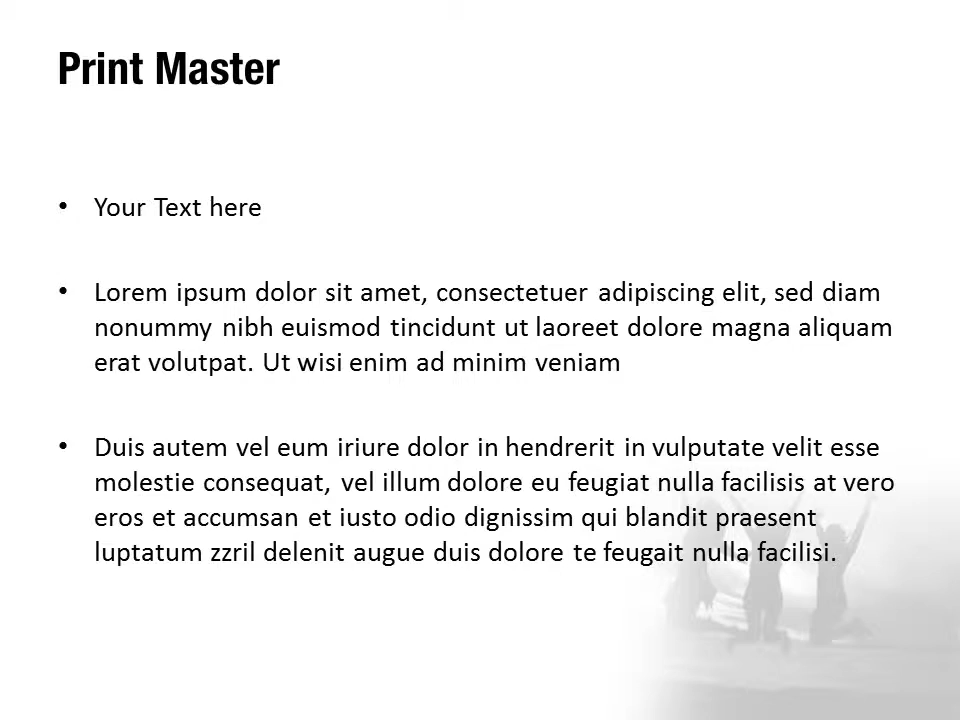 Print Master
• Your Text here
• Lorem ipsum dolor sit amet, consectetuer adipiscing elit, sed diam
nonummy nibh euismod tincidunt ut laoreet dolore magna aliquam
erat volutpat. Ut wisi enim ad minim veniam
• Duis autem vel eum iriure dolor in hendrerit in vulputate velit esse
molestie consequat, vel illum dolore eu feugiat nulla facilisis at vero
eros et accumsan et iusto odio dignissim qui blandit praesent
luptatum zzril delenit augue duis dolore te feugait nulla facilisi.